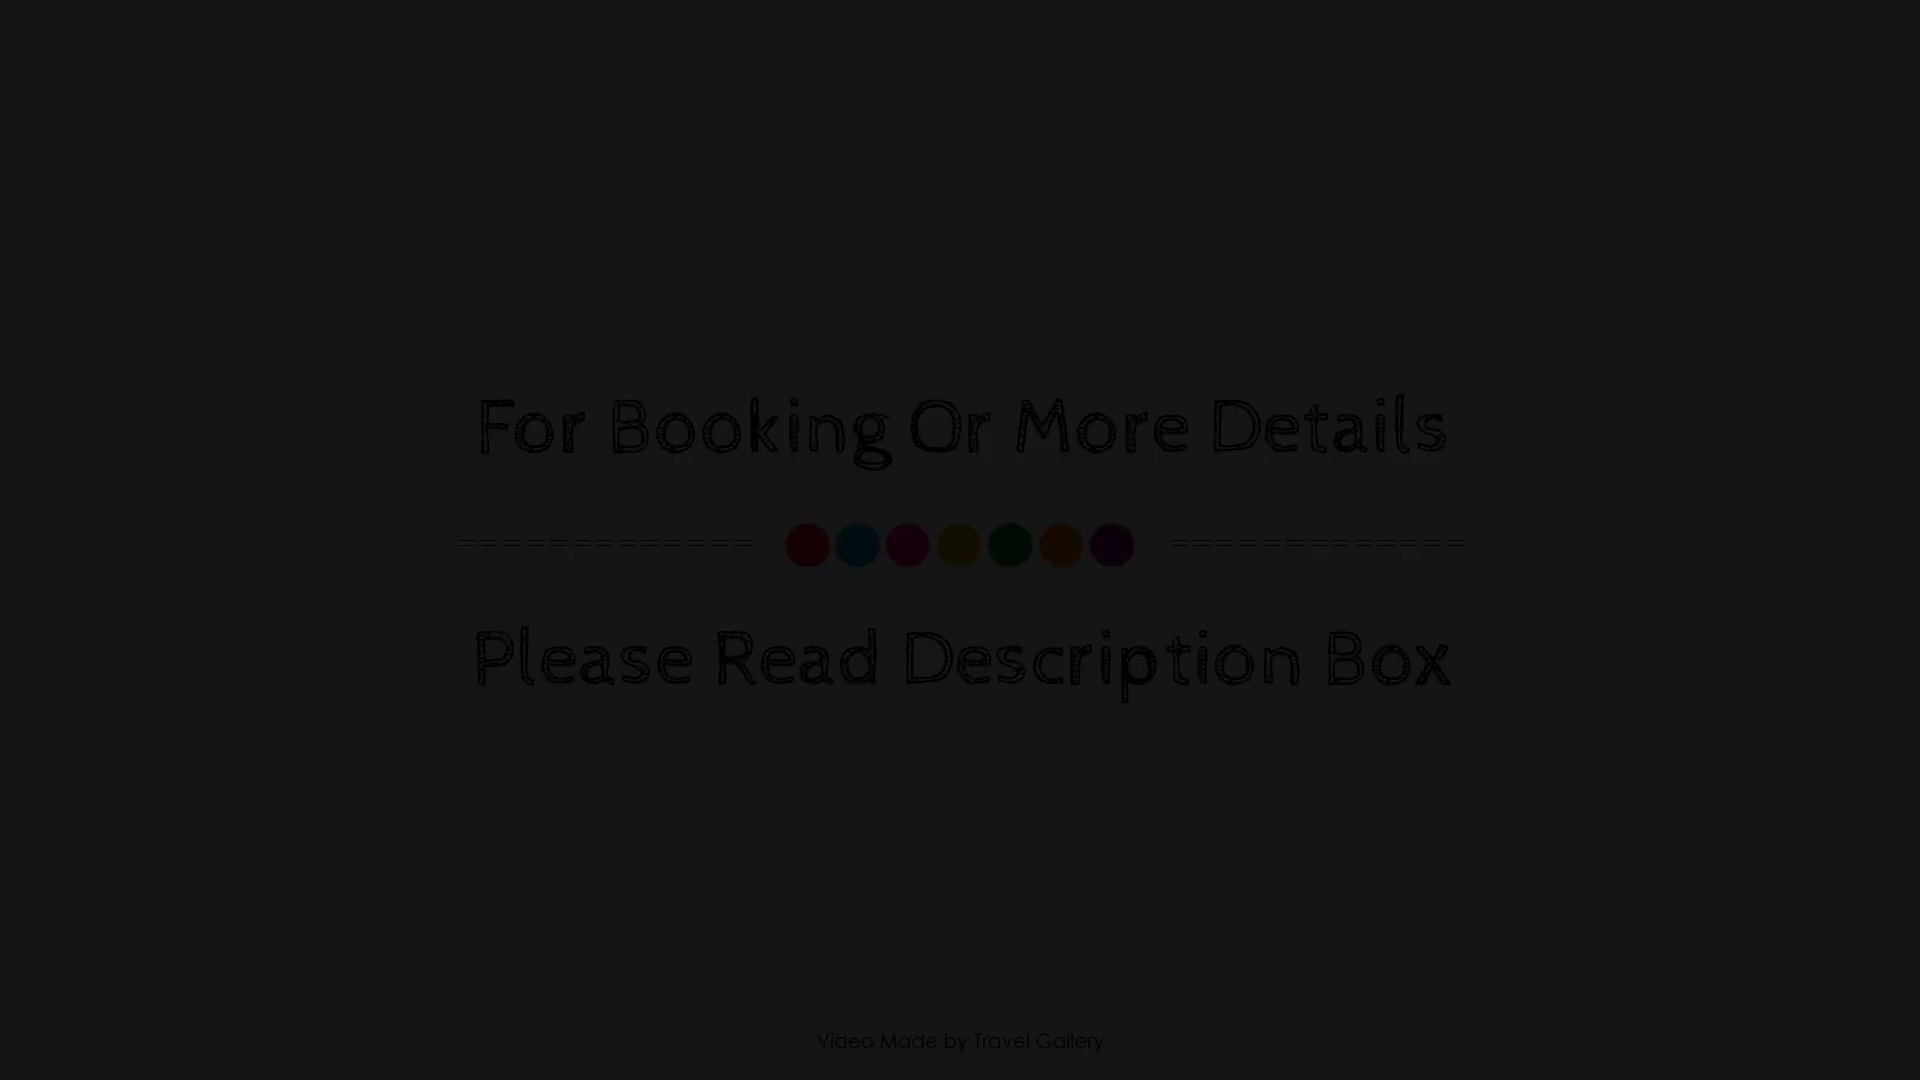 For Booking Or More Details
============= =============
Please Read Description Box
Video Made by Travel Gallery